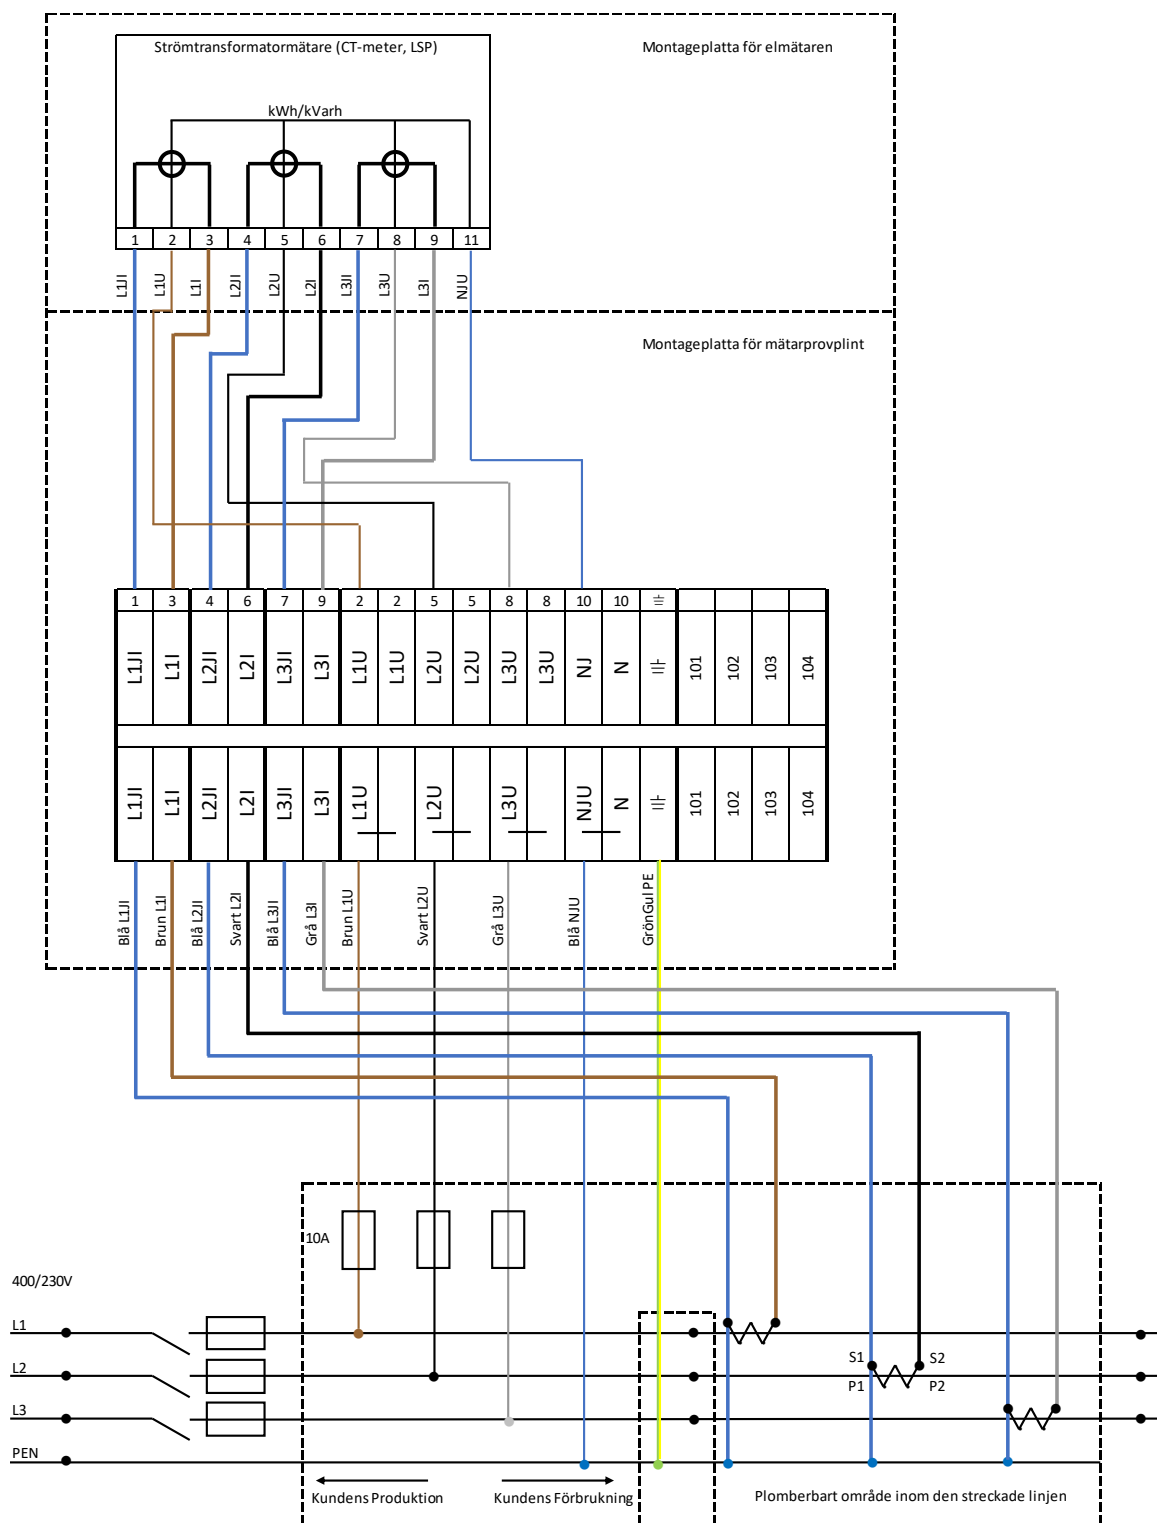 Strömtransformatormätare (CT-meter, LSP)
Montageplatta för elmätaren
kWh/kVarh
1 2 3 4 5 6 7 8 9 11
L1JI L1U L1I L2JI L2U L2I L3JI L3U L3I NJU
Montageplatta för mätarprovplint
1 3 4 6 7 9 2 2 5 5 8 8 10 10
L1JI L1I L2JI L2I L3JI L3I L1U L1U L2U L2U L3U L3U NJ N 101 102 103 104
L1JI L1I L2JI L2I L3JI L3I L1U L2U L3U NJU N 101 102 103 104
Blå L1JI
Brun L1I
Blå L2JI
Svart L2I
Blå L3JI
Grå L3I
Brun L1U
Svart L2U
Grå L3U
Blå NJU
GrönGul PE
10A
400/230V
L1
L2
S1 S2
P1 P2
L3
PEN
Kundens Produktion
Kundens Förbrukning
Plomberbart område inom den streckade linjen